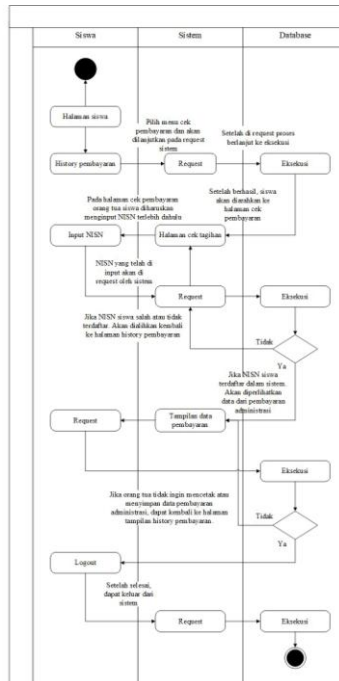 Siswa
Sistem
Database
Halaman siswa
Pilih menu cek
pembayaran dan akan
dilanjutkan pada request
sistem
Setelah di request proses
berlanjut ke eksekusi
History pembayaran
Request
Eksekusi
Setelah berhasil, siswa
akan diarahkan ke
halaman cek
pembayaran
Pada halaman cek pembayaran
orang tua siswa diharuskan
menginput NISN terlebih dahulu
Input NISN
Halaman cek tagihan
NISN yang telah di
input akan di
request oleh sistem
Request
Eksekusi
Jika NISN siswa salah atau tidak
terdaftar. Akan dialihkan kembali
ke halaman history pembayaran
Tidak
Ya
Jika NISN siswa
terdaftar dalam sistem.
Akan diperlihatkan
data dari pembayaran
administrasi
Request
Tampilan data
pembayaran
Eksekusi
Jika orang tua tidak ingin mencetak atau
menyimpan data pembayaran
administrasi, dapat kembali ke halaman
tampilan history pembayaran.
Tidak
Ya
Logout
Setelah selesai,
dapat keluar dari
sistem
Request
Eksekusi